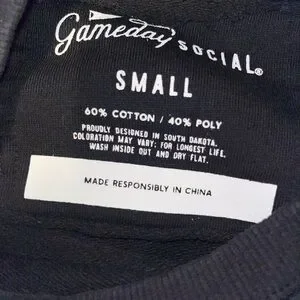 Gameday SOCIAL®
SMALL
60% COTTON / 40% POLY
PROUDLY DESIGNED IN SOUTH DAKOTA.
COLORATION MAY VARY; FOR LONGEST LIFE,
WASH INSIDE OUT AND DRY FLAT.
MADE RESPONSIBLY IN CHINA